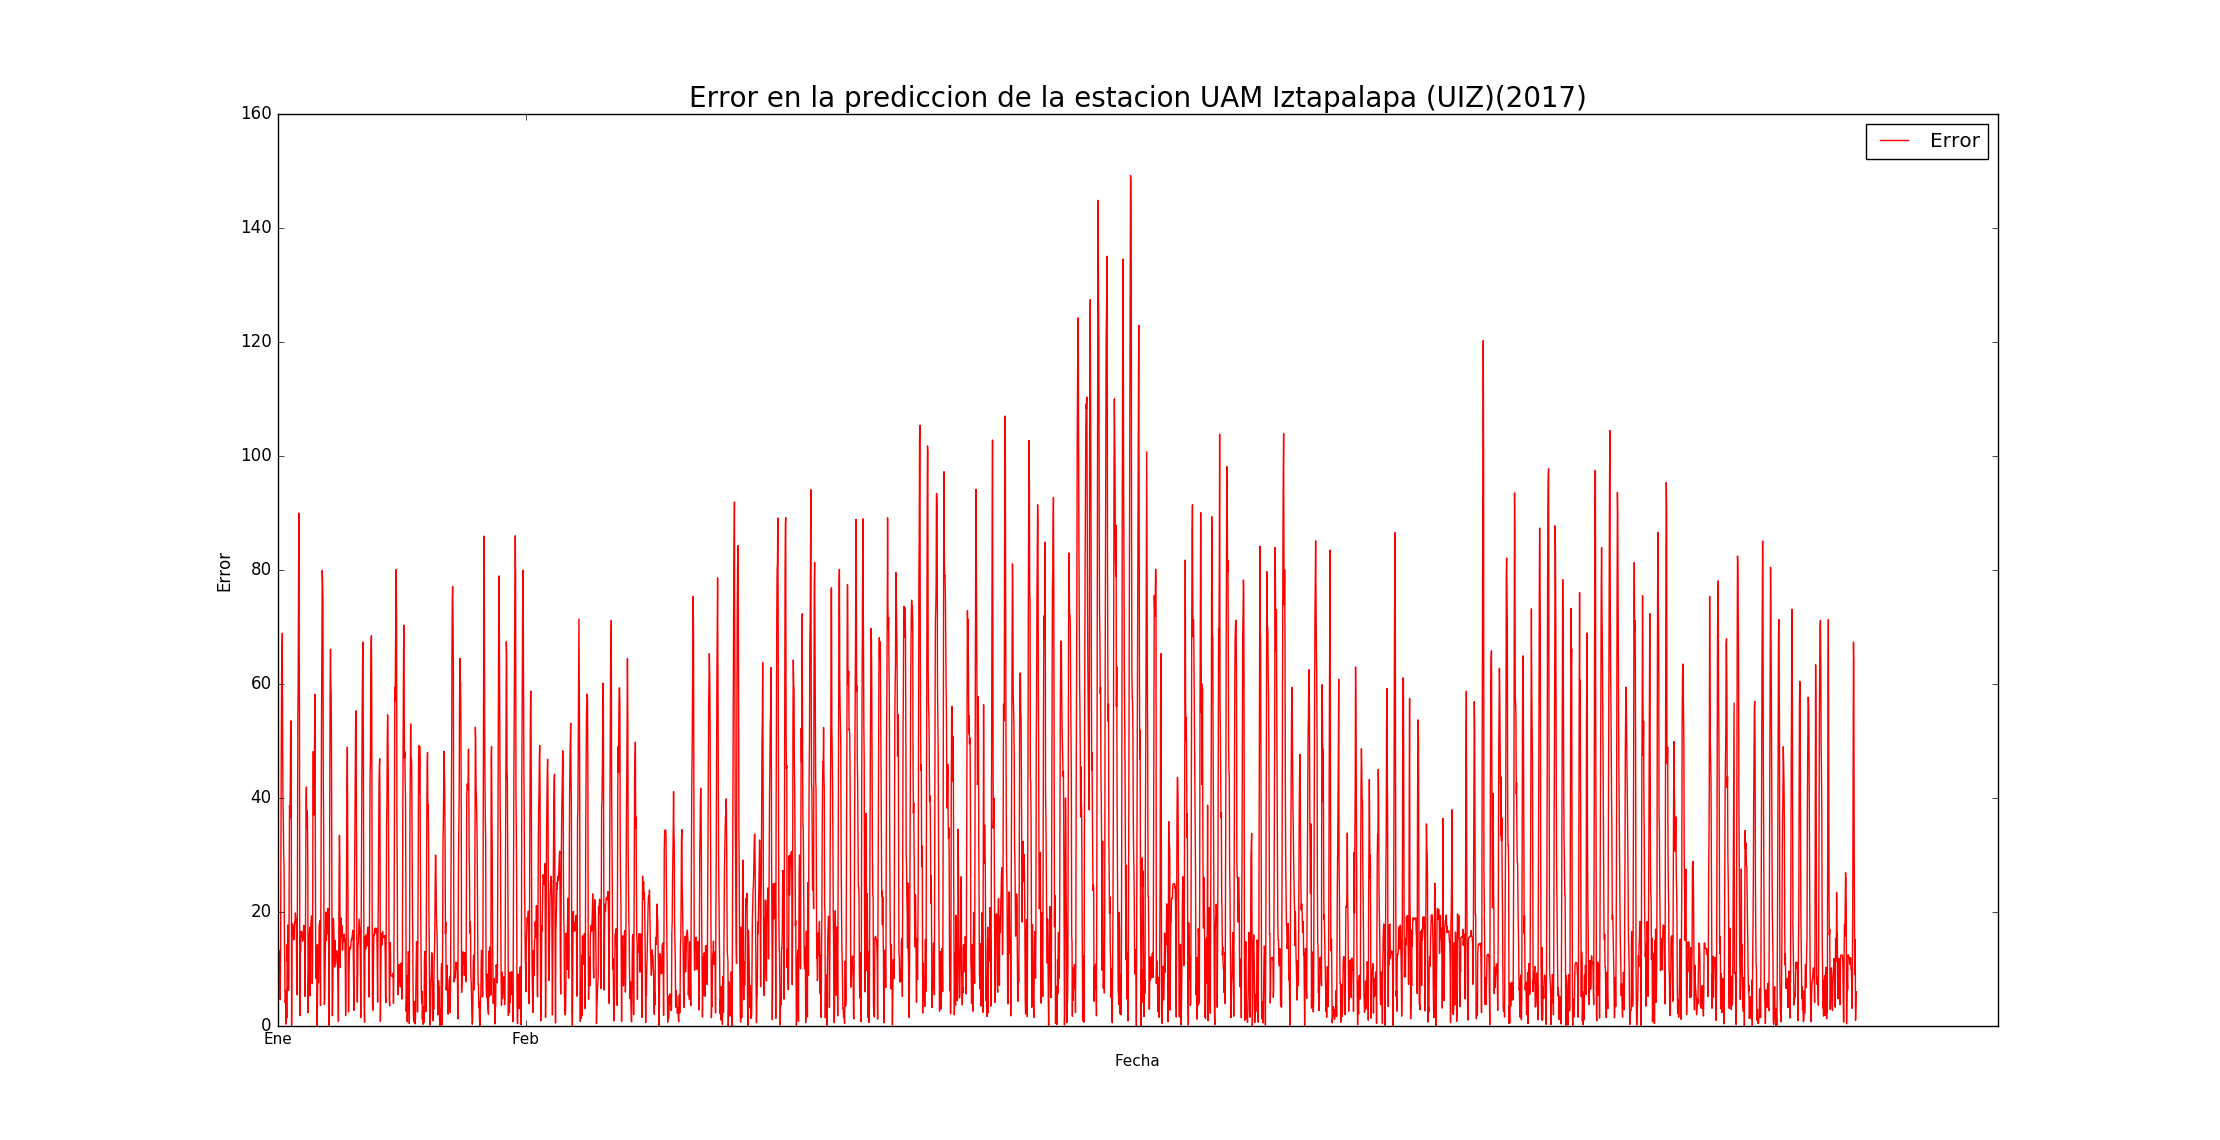 Error en la prediccion de la estacion UAM Iztapalapa (UIZ)(2017)
160
140
120
100
80
60
40
20
0
Error
Error
Ene
Feb
Fecha